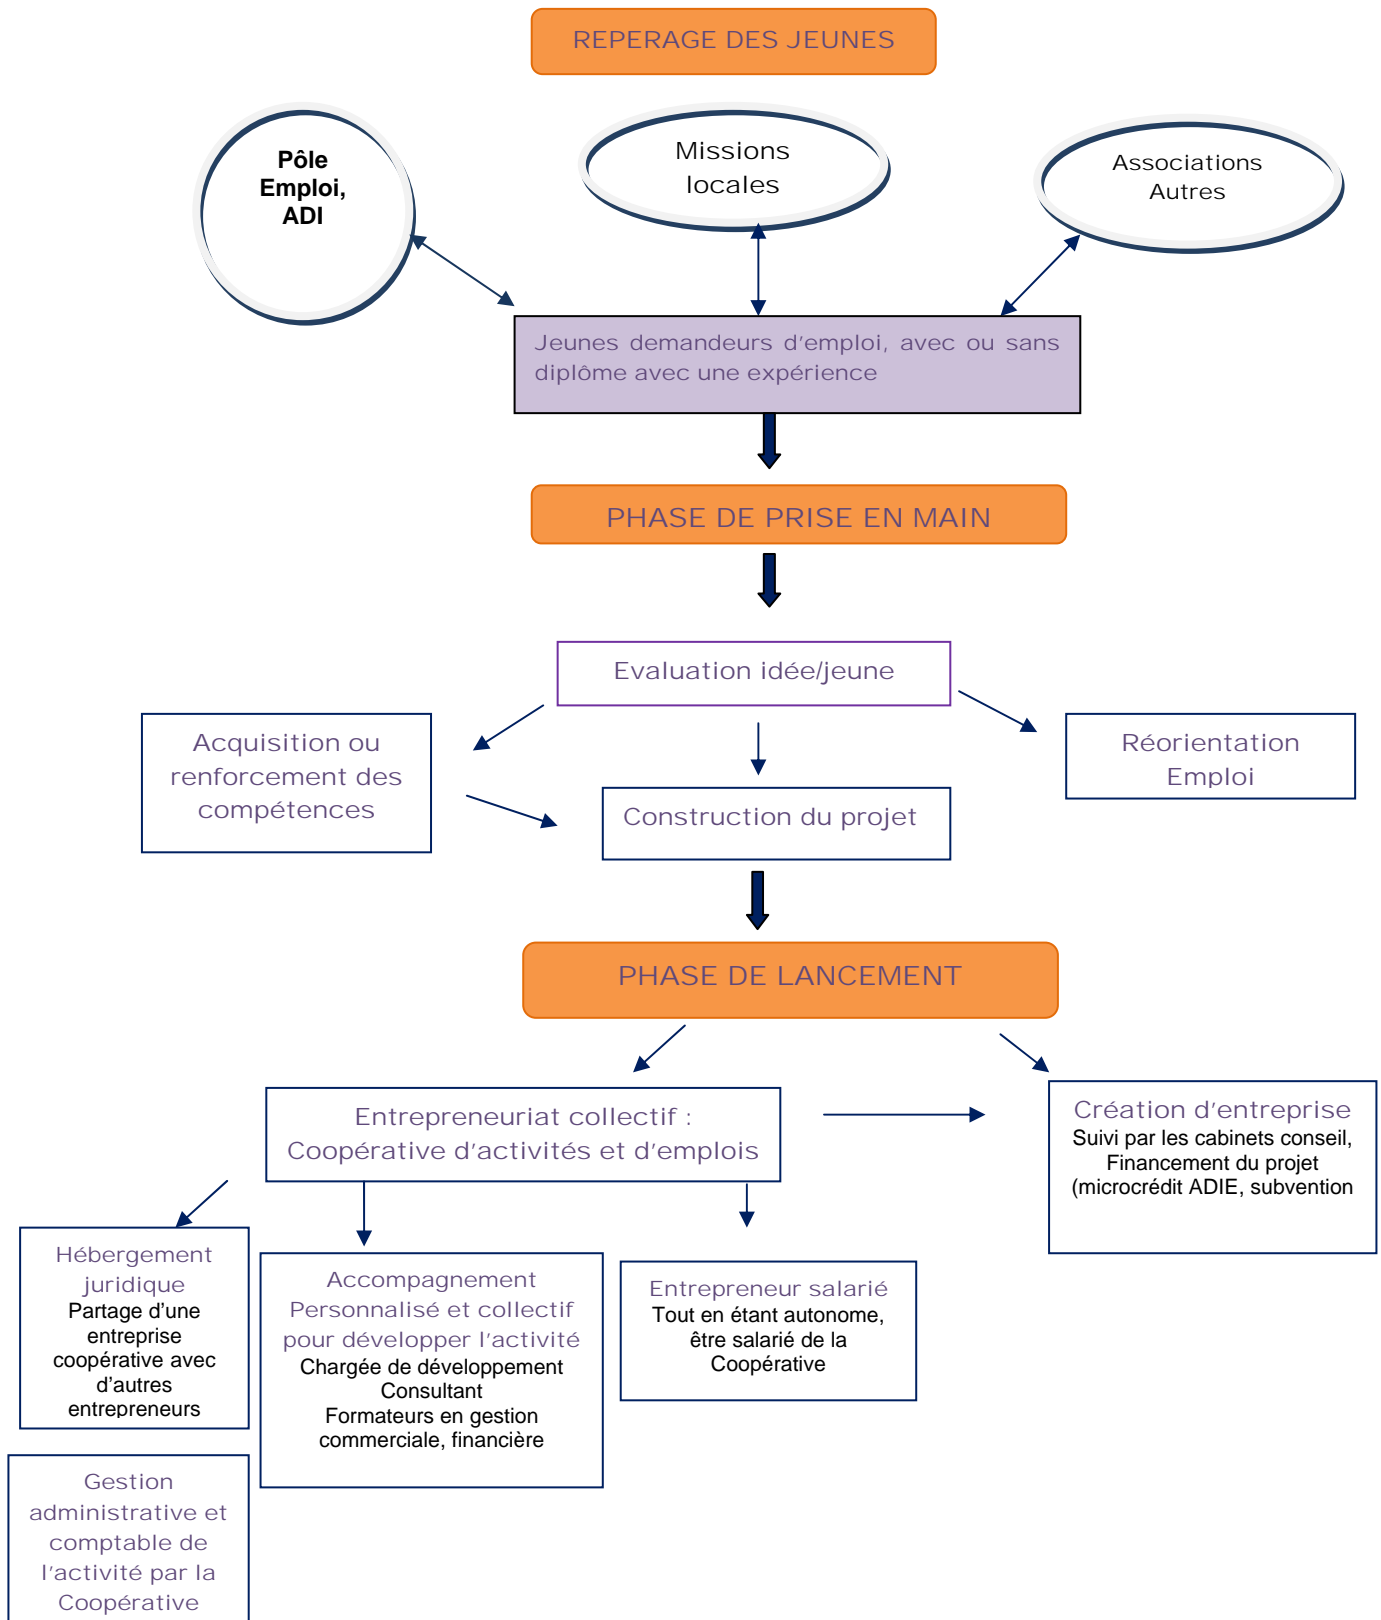 REPERAGE DES JEUNES
Pôle
Emploi,
ADI
Missions
locales
Associations
Autres
Jeunes demandeurs d'emploi, avec ou sans
diplôme avec une expérience
PHASE DE PRISE EN MAIN
Evaluation idée/jeune
Acquisition ou
renforcement des
compétences
Réorientation
Emploi
Construction du projet
PHASE DE LANCEMENT
Entrepreneuriat collectif :
Coopérative d'activités et d'emplois
Création d'entreprise
Suivi par les cabinets conseil,
Financement du projet
(microcrédit ADIE, subvention
Hébergement
juridique
Partage d'une
entreprise
coopérative avec
d'autres
entrepreneurs
Accompagnement
Personnalisé et collectif
pour développer l'activité
Chargée de développement
Consultant
Formateurs en gestion
commerciale, financière
Entrepreneur salarié
Tout en étant autonome,
être salarié de la
Coopérative
Gestion
administrative et
comptable de
l'activité par la
Coopérative